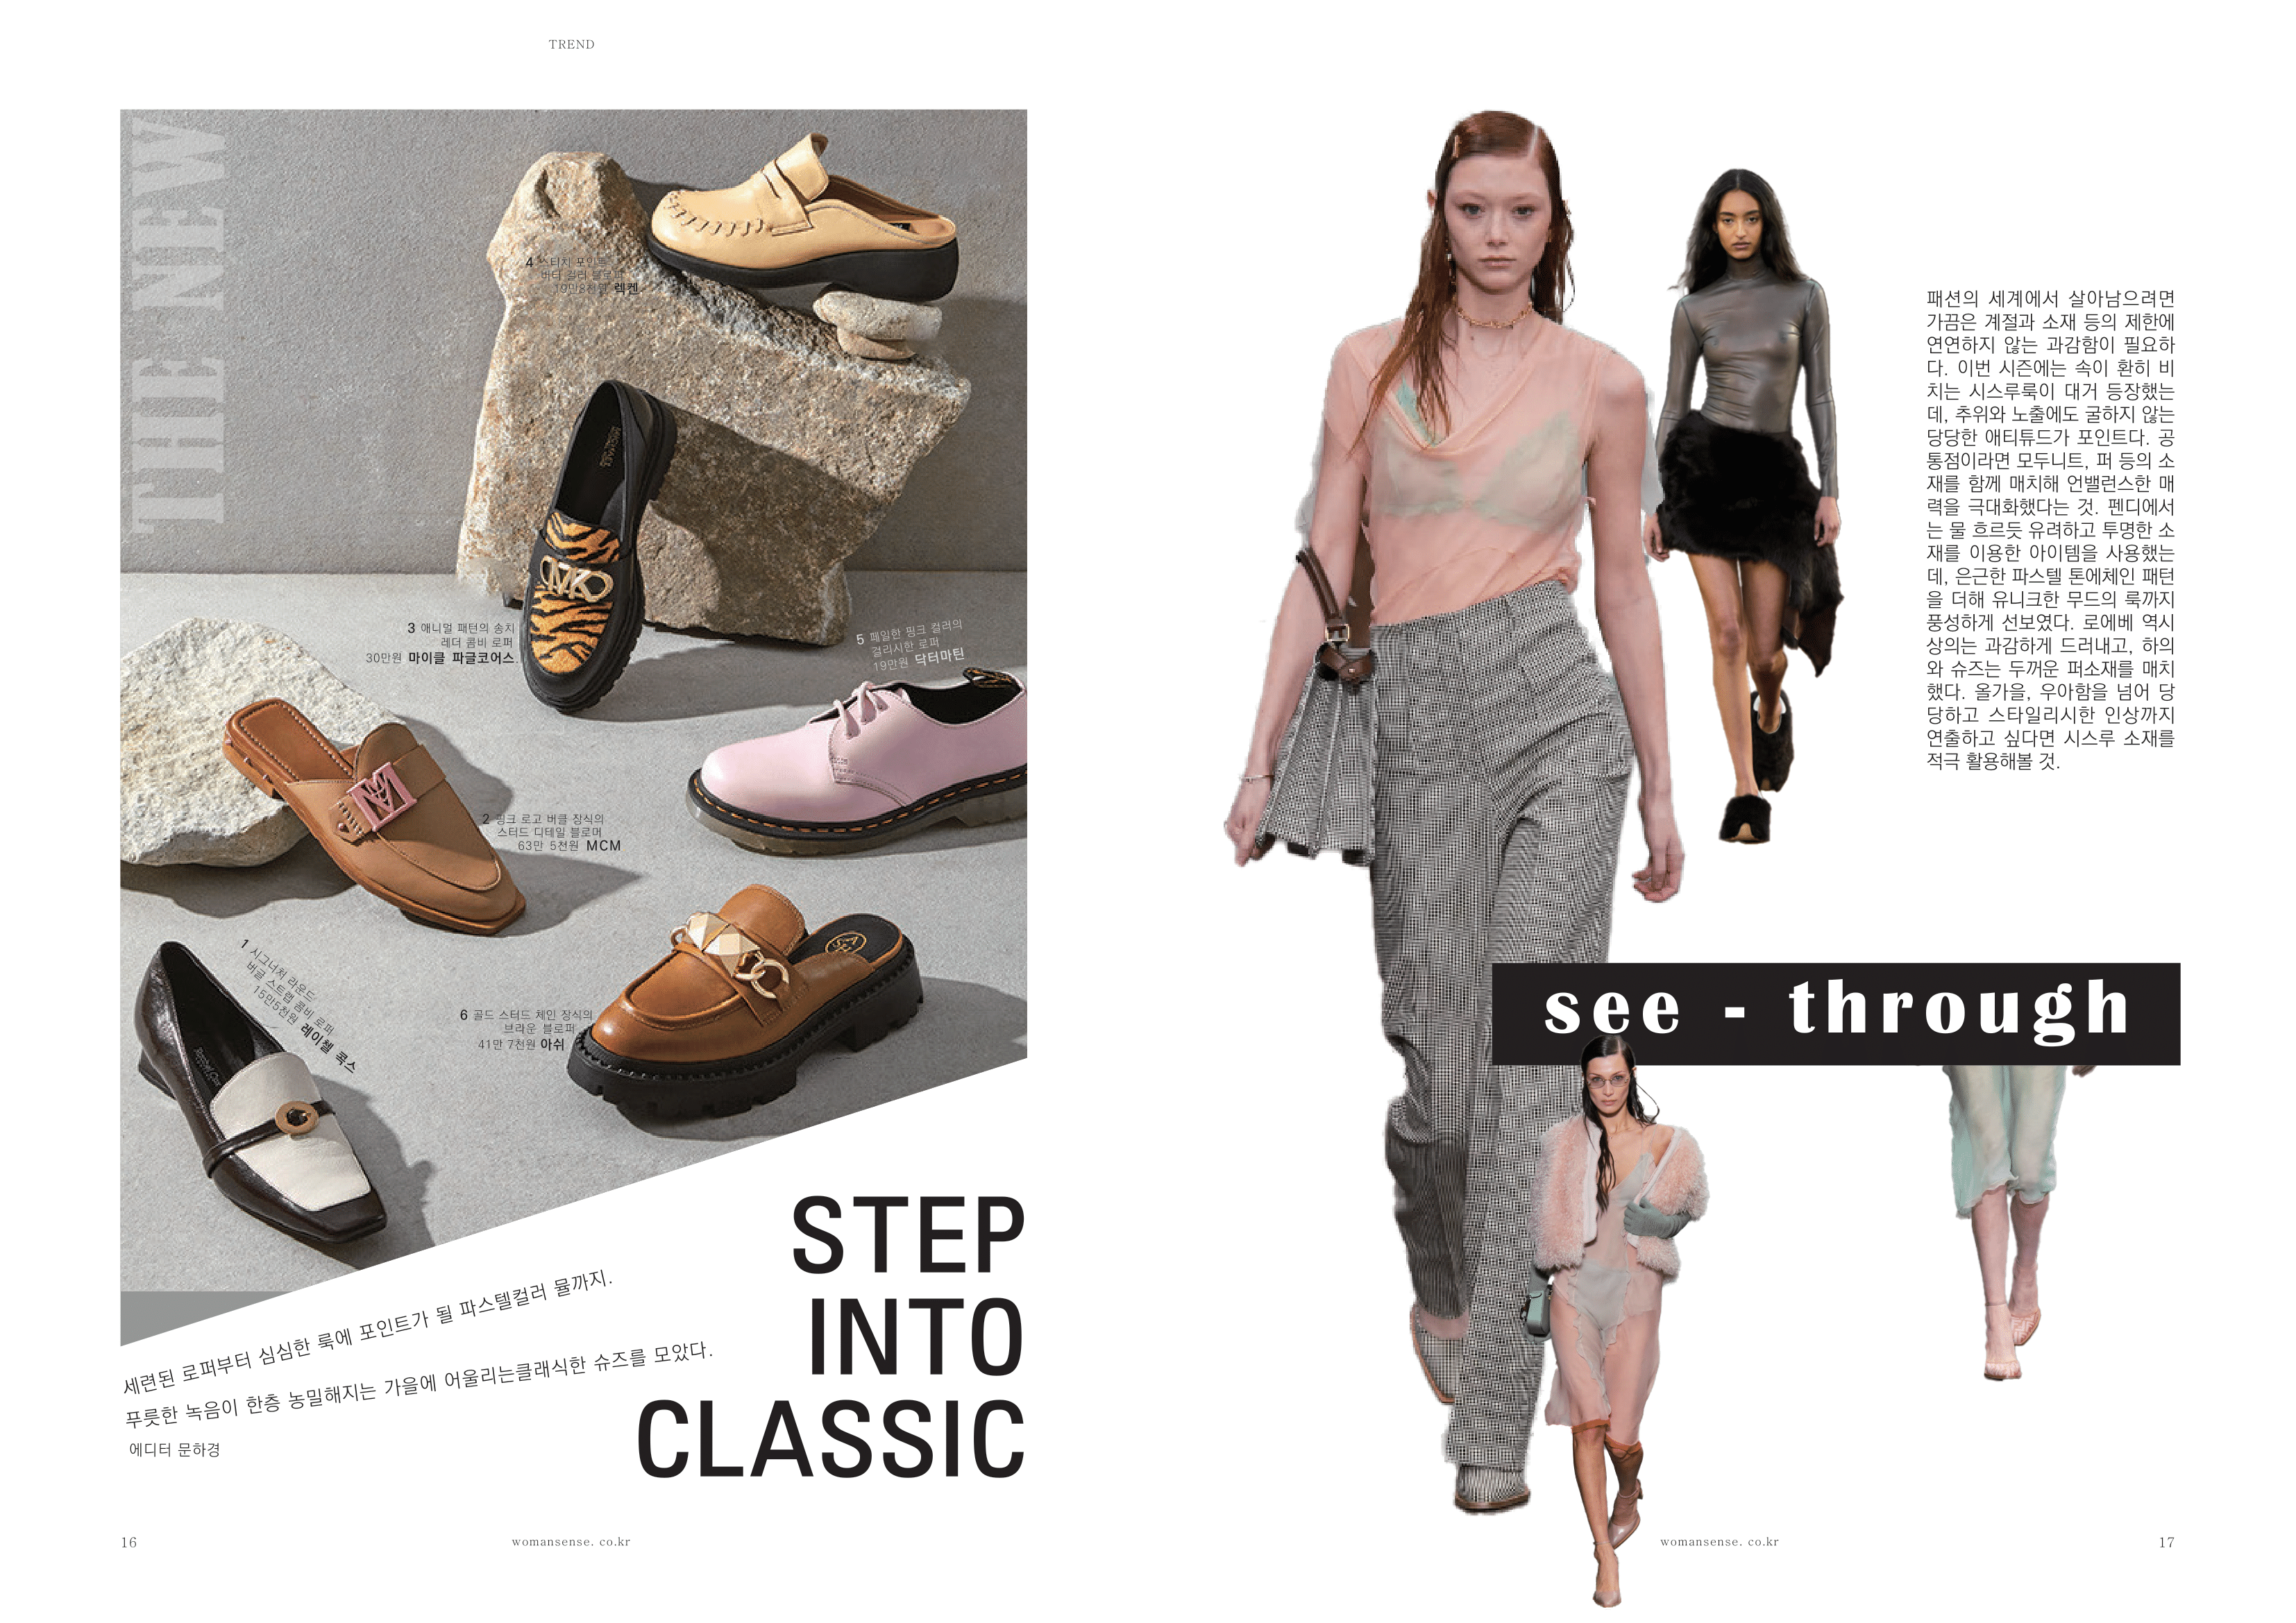 TREND
THE NEW
4 스티치 포인트
버터 컬러 블로퍼
19만8천원 렉켄
3 애니멀 패턴의 송치
레더 콤비 로퍼
30만원 마이클 파글코어스.
5 페일한 핑크 컬러의
걸리시한 로퍼
19만원 닥터마틴
2 핑크 로고 버클 장식의
스터드 디테일 블로머
63만 5천원 MCM
1 시그너처 라운드
버글 스트랩 콤비 로퍼
15만5천원 레이첼 콕스
6 골드 스터드 체인 장식의
브라운 블로퍼
41만 7천원 아쉬
STEP
INTO
CLASSIC
세련된 로퍼부터 심심한 룩에 포인트가 될 파스텔컬러 뮬까지.
푸릇한 녹음이 한층 농밀해지는 가을에 어울리는클래식한 슈즈를 모았다.
에디터 문하경
16
womansense. co.kr
패션의 세계에서 살아남으려면
가끔은 계절과 소재 등의 제한에
연연하지 않는 과감함이 필요하
다. 이번 시즌에는 속이 환히 비
치는 시스루룩이 대거 등장했는
데, 추위와 노출에도 굴하지 않는
당당한 애티튜드가 포인트다. 공
통점이라면 모두니트, 퍼 등의 소
재를 함께 매치해 언밸런스한 매
력을 극대화했다는 것. 펜디에서
는 물 흐르듯 유려하고 투명한 소
재를 이용한 아이템을 사용했는
데, 은근한 파스텔 톤에체인 패턴
을 더해 유니크한 무드의 룩까지
풍성하게 선보였다. 로에베 역시
상의는 과감하게 드러내고, 하의
와 슈즈는 두꺼운 퍼소재를 매치
했다. 올가을, 우아함을 넘어 당
당하고 스타일리시한 인상까지
연출하고 싶다면 시스루 소재를
적극 활용해볼 것.
see - through
womansense. co.kr
17